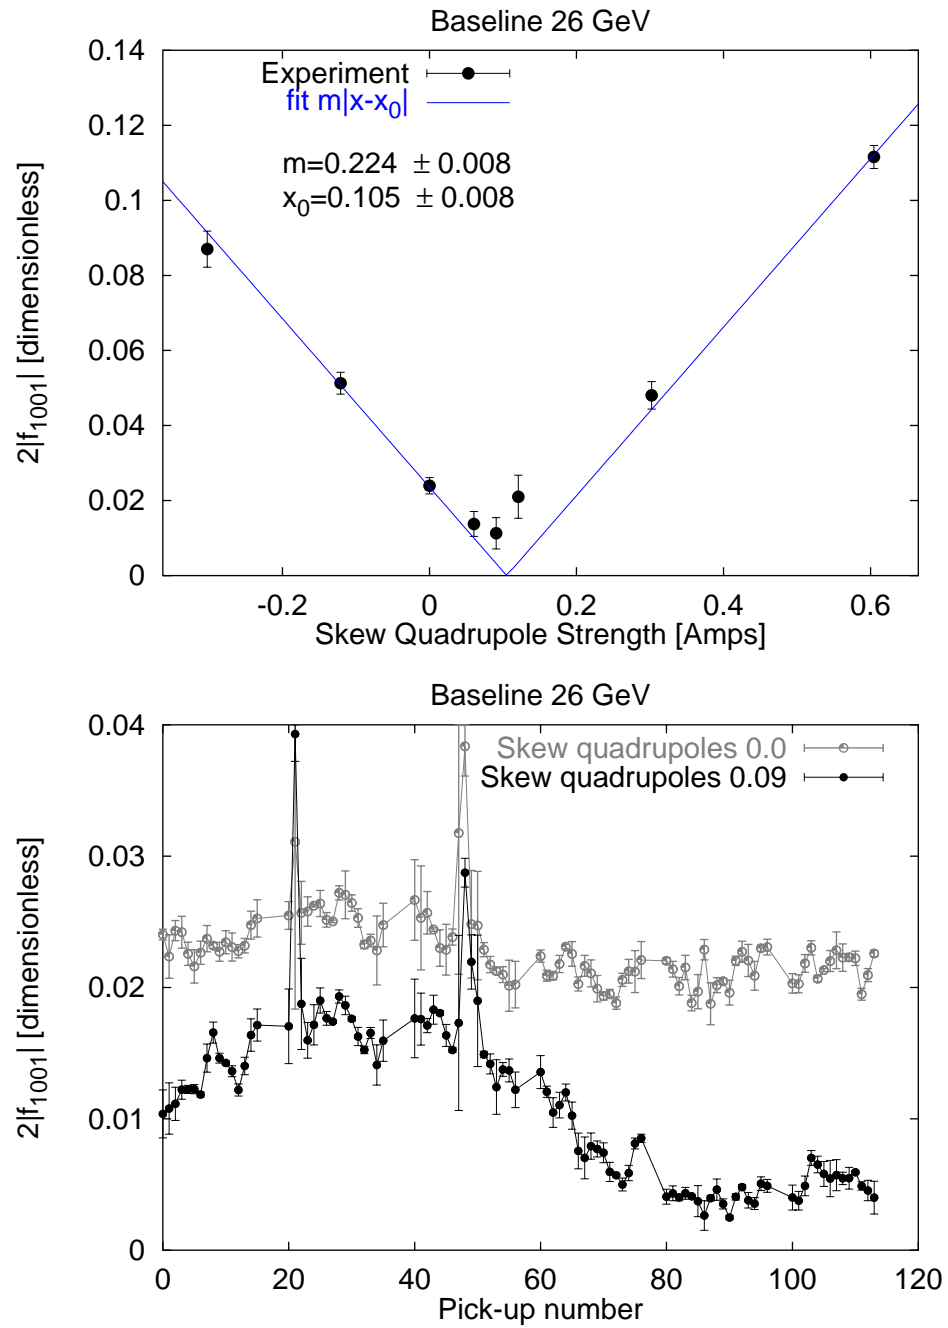 Baseline 26 GeV
0.14
0.12
0.1
0.08
0.06
0.04
0.02
0
2|f1001| [dimensionless]
Experiment
fit m|x-x0|
m=0.224 ± 0.008
x0=0.105 ± 0.008
-0.2 0 0.2 0.4 0.6
Skew Quadrupole Strength [Amps]
Baseline 26 GeV
0.04
0.03
0.02
0.01
0
2|f1001| [dimensionless]
Skew quadrupoles 0.0
Skew quadrupoles 0.09
0 20 40 60 80 100 120
Pick-up number